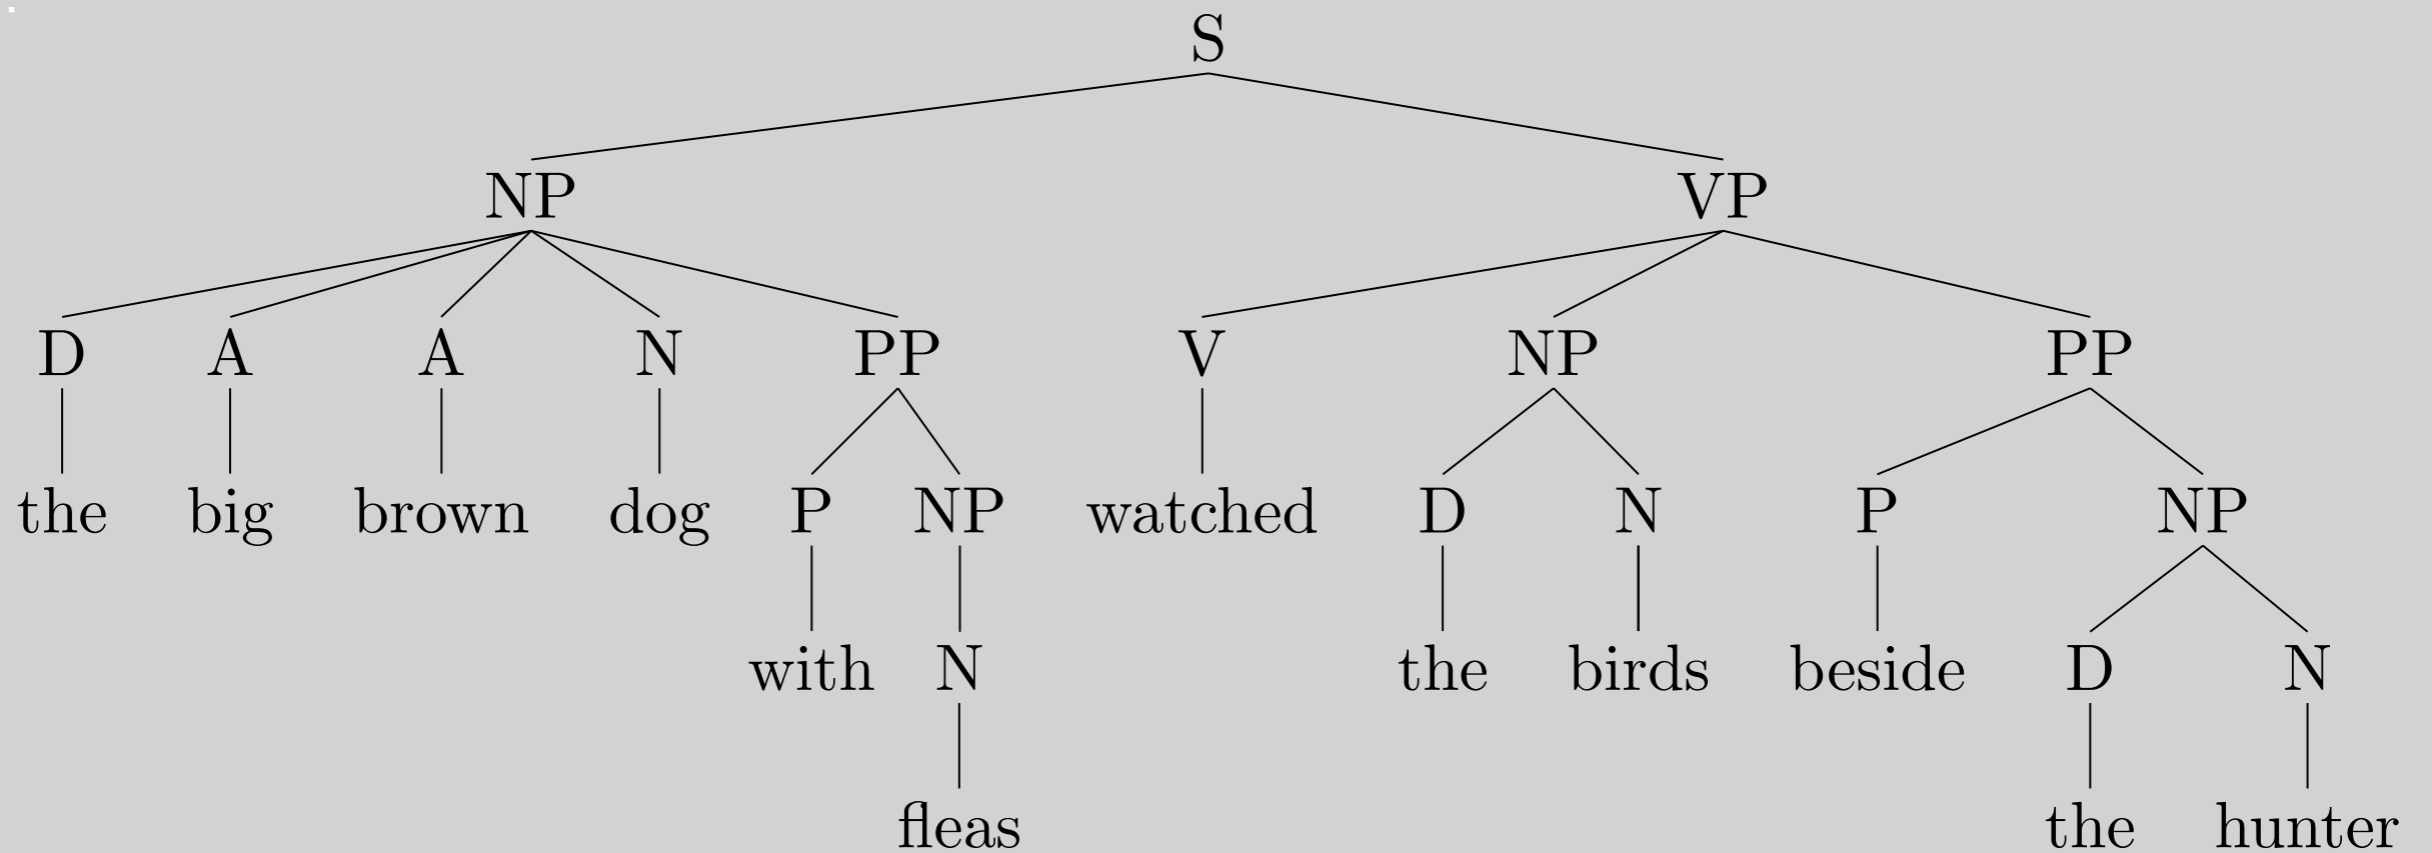 S
NP VP
D A A N PP V NP PP
the big brown dog P NP watched D N P NP
with N the birds beside D N
fleas the hunter